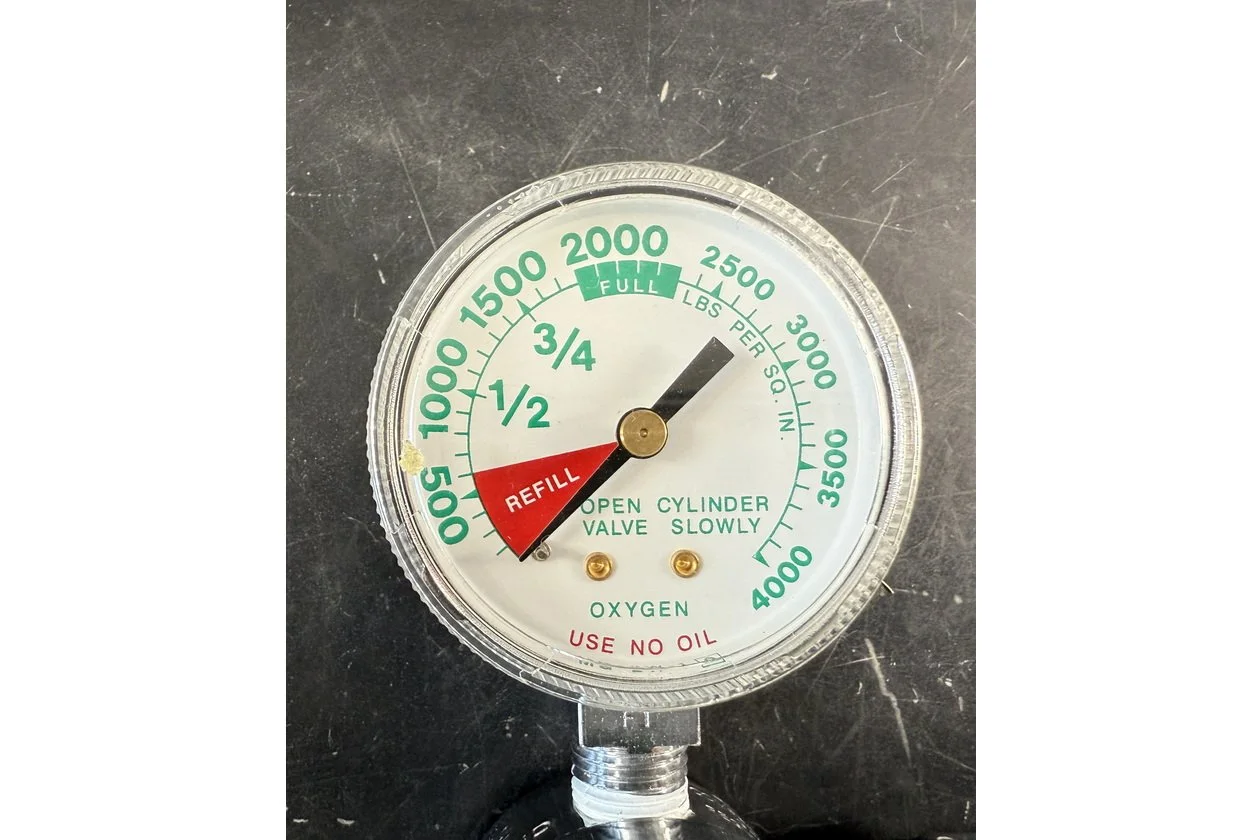 2000
FULL
1500
2500
LBS PER SQ. IN.
3/4
3000
1000
1/2
500
REFILL
3500
OPEN CYLINDER
VALVE SLOWLY
4000
OXYGEN
USE NO OIL